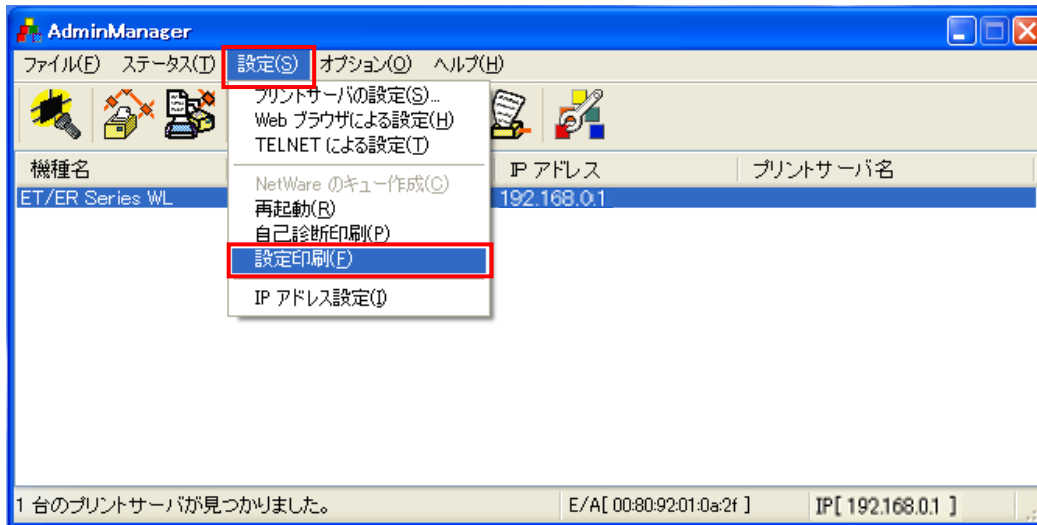 AdminManager
ファイル(F) ステータス(T) 設定(S) オプション(O) ヘルプ(H)
プリントサーバの設定(S)...
Web ブラウザによる設定(H)
TELNET による設定(T)
NetWare のキュー作成(C)
再起動(R)
自己診断印刷(P)
設定印刷(F)
IP アドレス設定(I)
機種名 IP アドレス プリントサーバ名
ET/ER Series WL 192.168.0.1
1 台のプリントサーバが見つかりました。 E/A[ 00:80:92:01:0a:2f ] IP[ 192.168.0.1 ]